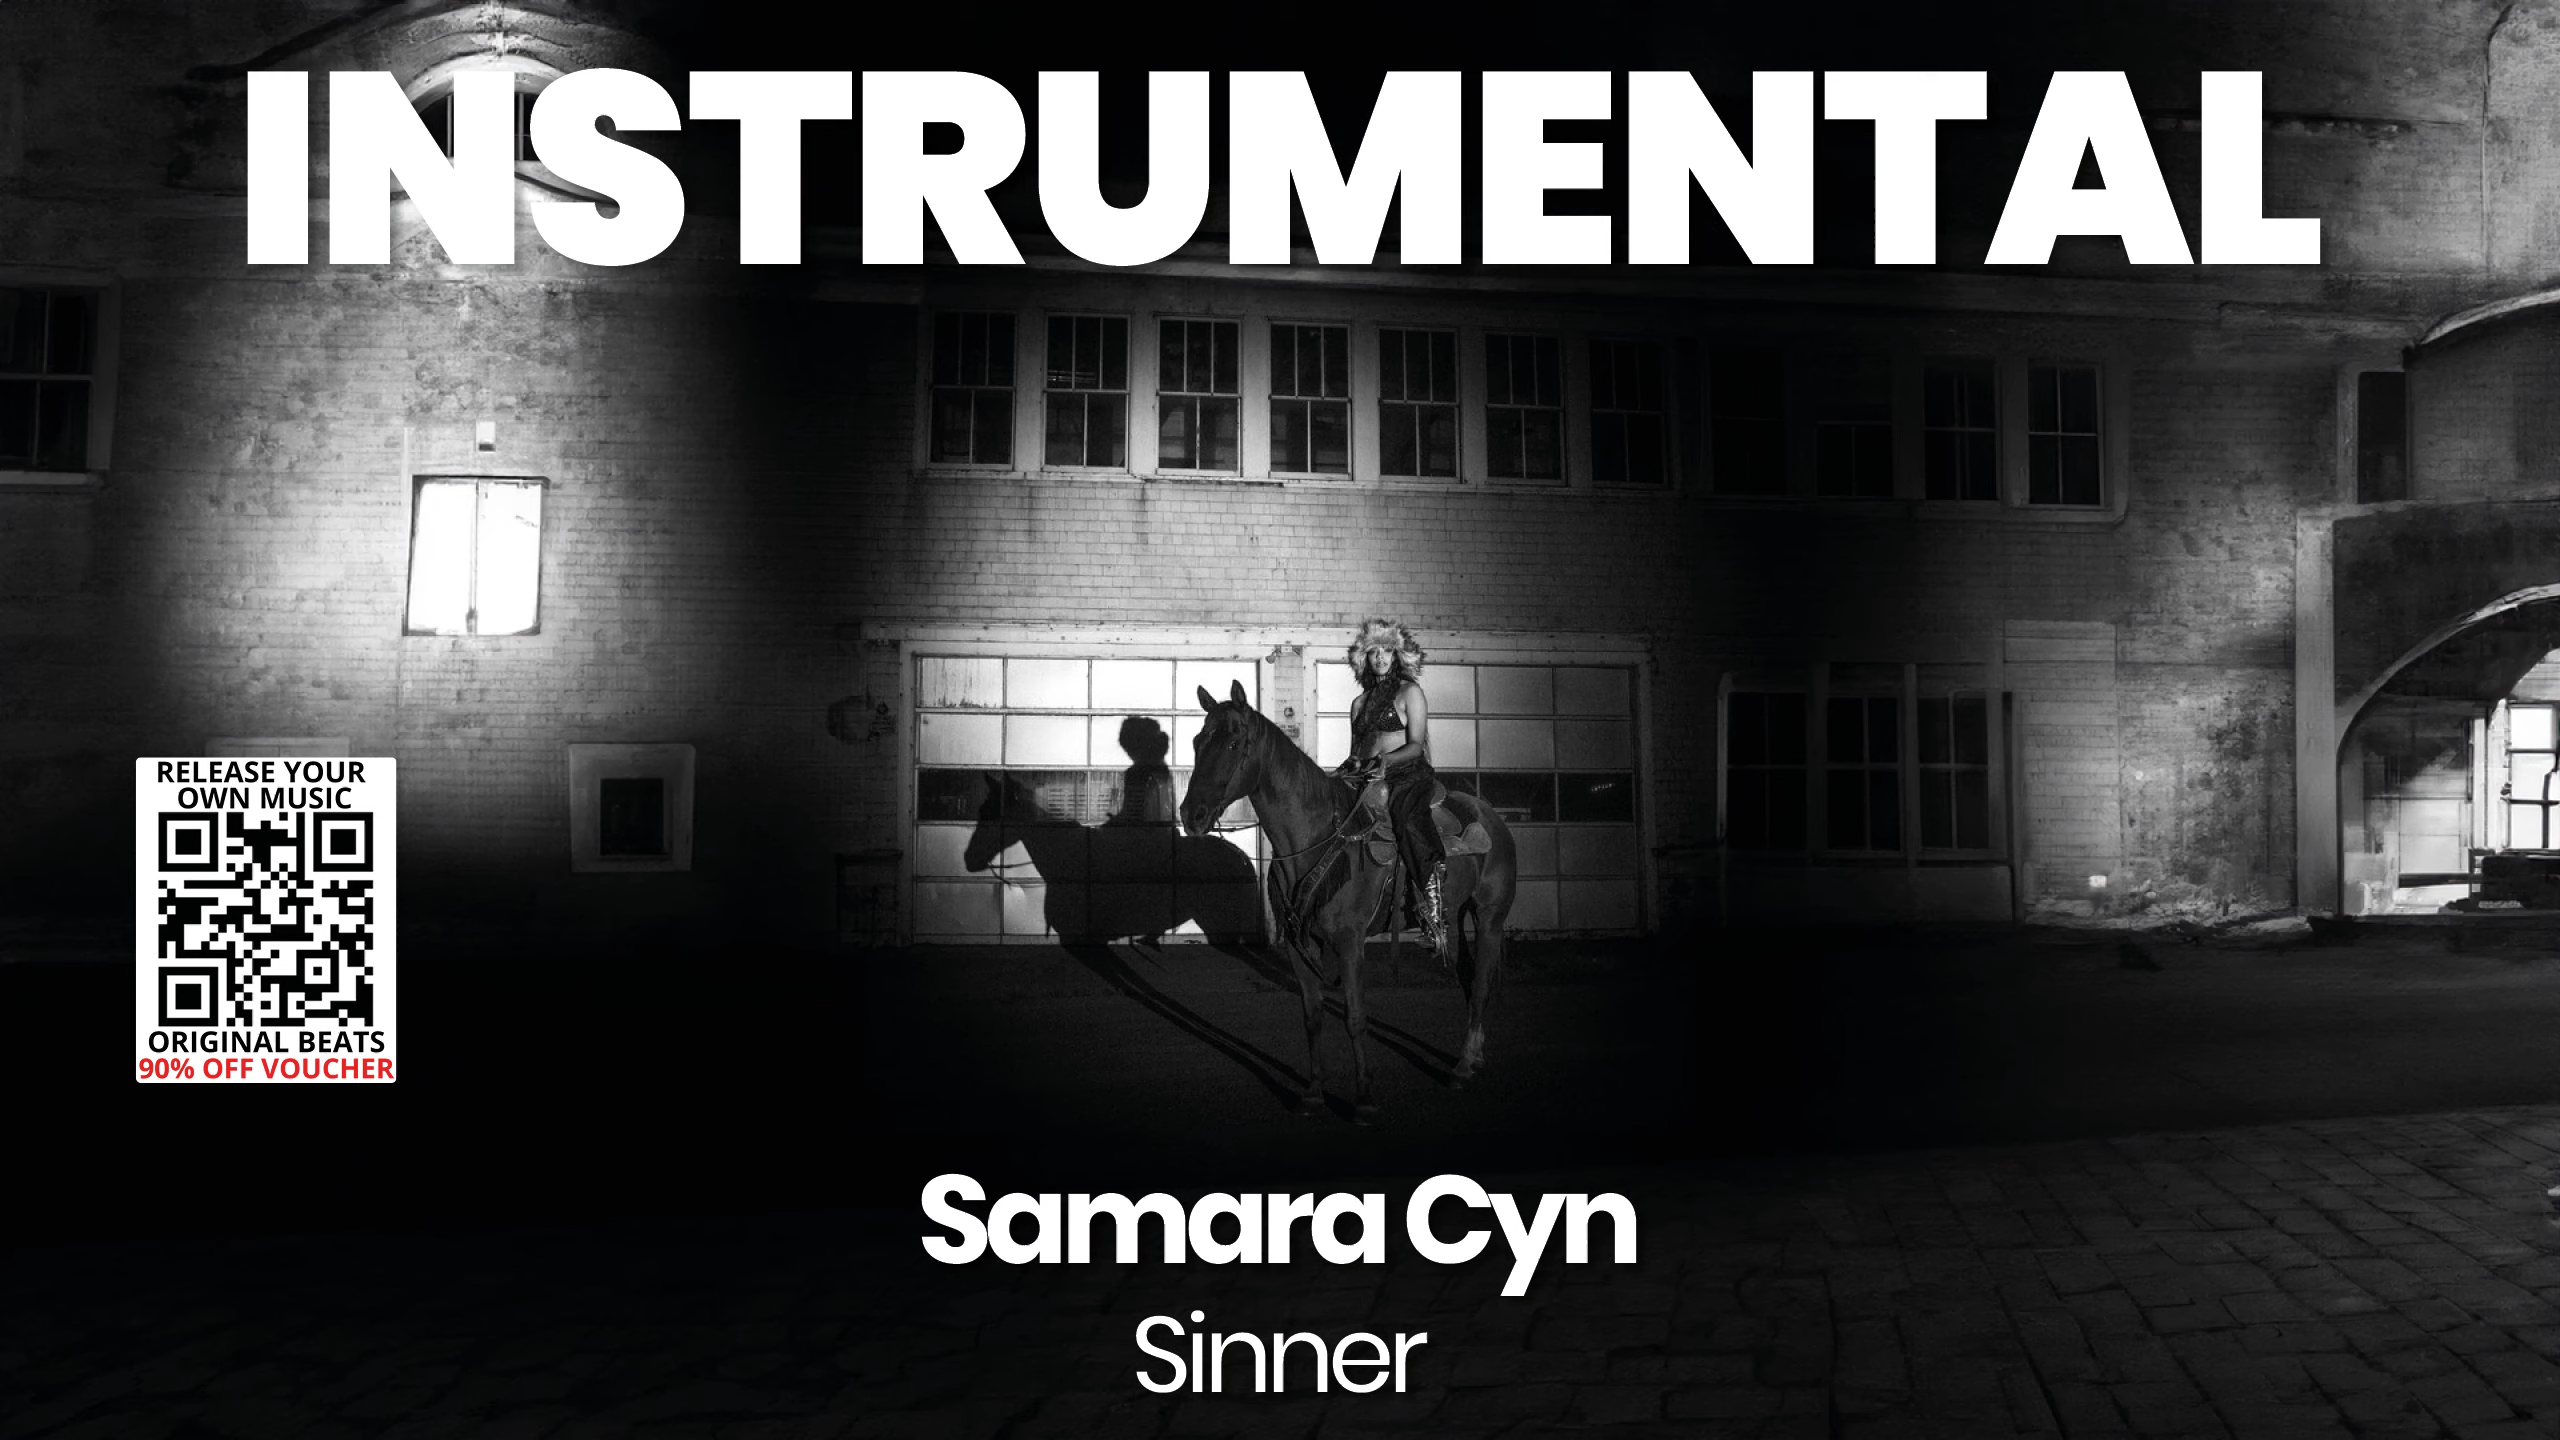 INSTRUMENTAL
RELEASE YOUR
OWN MUSIC
ORIGINAL BEATS
90% OFF VOUCHER
Samara Cyn
Sinner